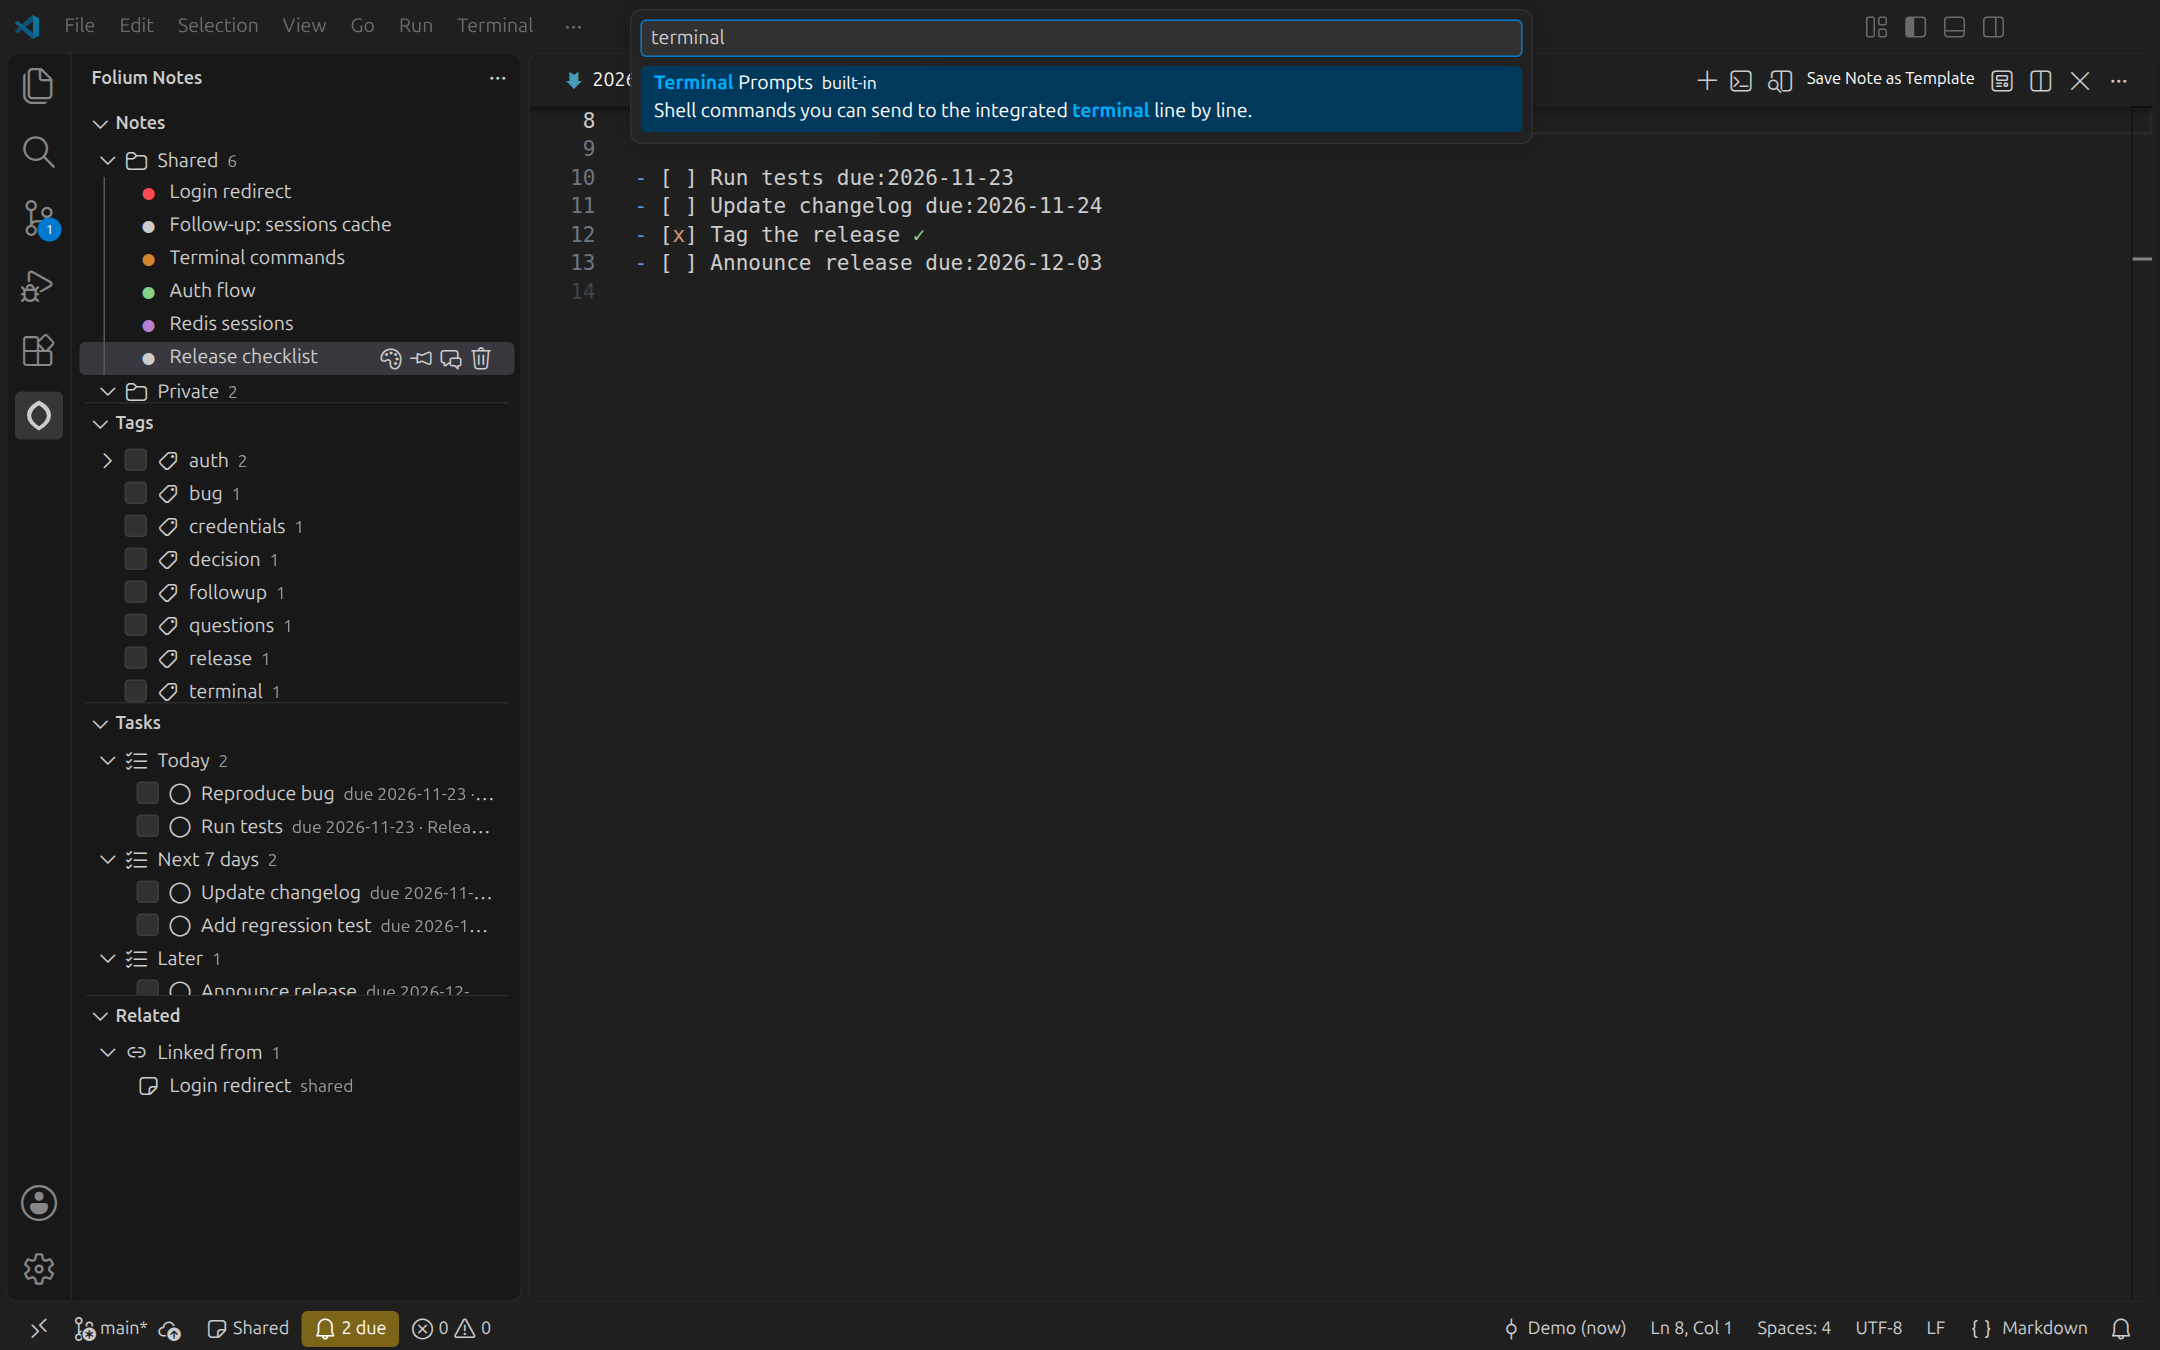 File Edit Selection View Go Run Terminal ...
terminal
Terminal Prompts built-in
Shell commands you can send to the integrated terminal line by line.
Folium Notes
Notes
Shared 6
Login redirect
Follow-up: sessions cache
Terminal commands
Auth flow
Redis sessions
Release checklist
Private 2
Tags
auth 2
bug 1
credentials 1
decision 1
followup 1
questions 1
release 1
terminal 1
Tasks
Today 2
Reproduce bug due 2026-11-23 ·...
Run tests due 2026-11-23 · Relea...
Next 7 days 2
Update changelog due 2026-11-...
Add regression test due 2026-1...
Later 1
Announce release due 2026-12-
Related
Linked from 1
Login redirect shared
1
2026
Save Note as Template
8
9
10 - [ ] Run tests due:2026-11-23
11 - [ ] Update changelog due:2026-11-24
12 - [x] Tag the release ✓
13 - [ ] Announce release due:2026-12-03
14
main* Shared 2 due 0 0 Demo (now) Ln 8, Col 1 Spaces: 4 UTF-8 LF { } Markdown